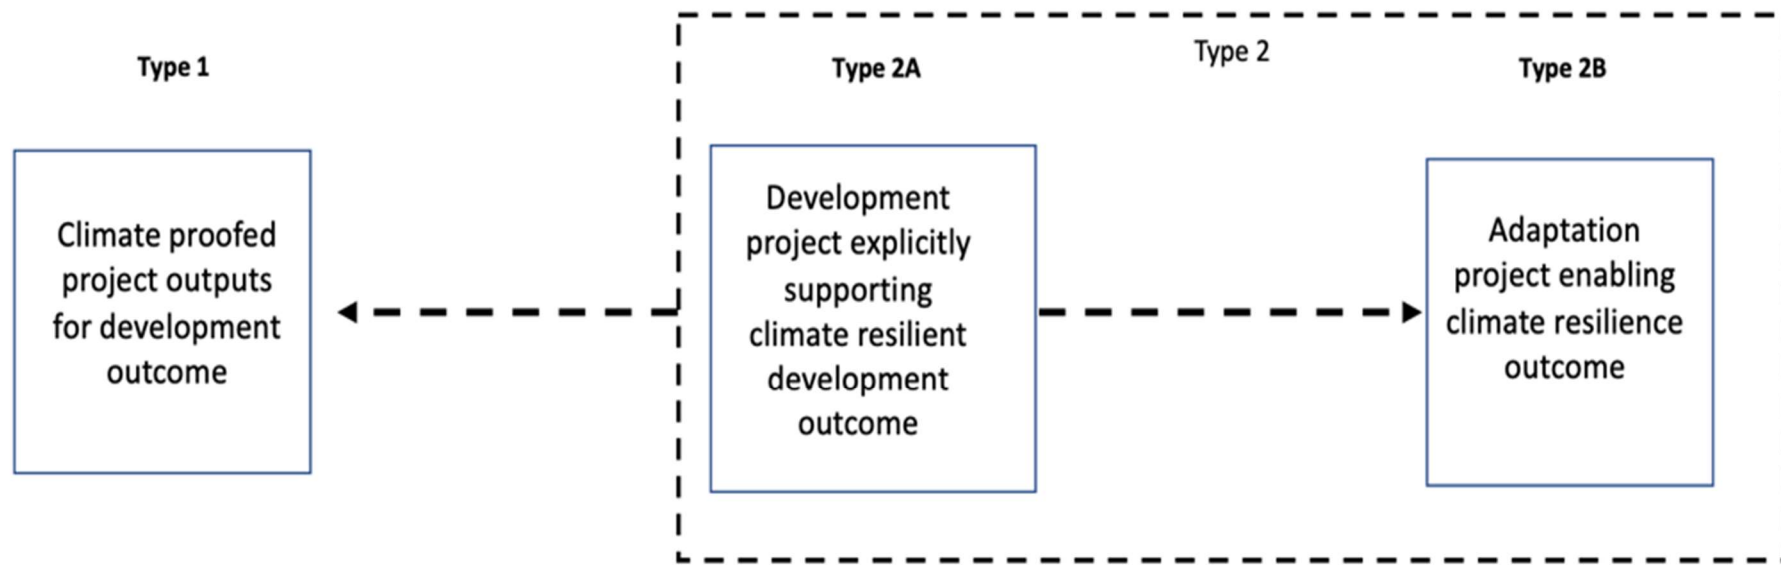 Type 1
Climate proofed
project outputs
for development
outcome
Type 2
Type 2A
Development
project explicitly
supporting
climate resilient
development
outcome
Type 2B
Adaptation
project enabling
climate resilience
outcome